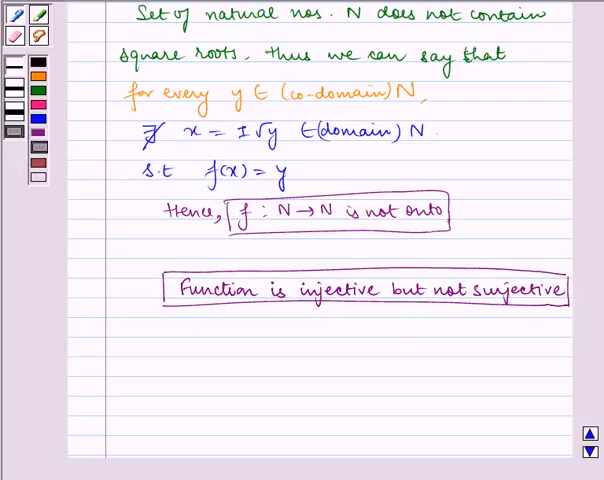 Set of natural nos. N does not contain
square roots, thus we can say that
for every y ∈ (co-domain) N,
∄ x = ±√y ∈ (domain) N.
s.t f(x) = y
Hence, f : N → N is not onto
Function is injective but not surjective